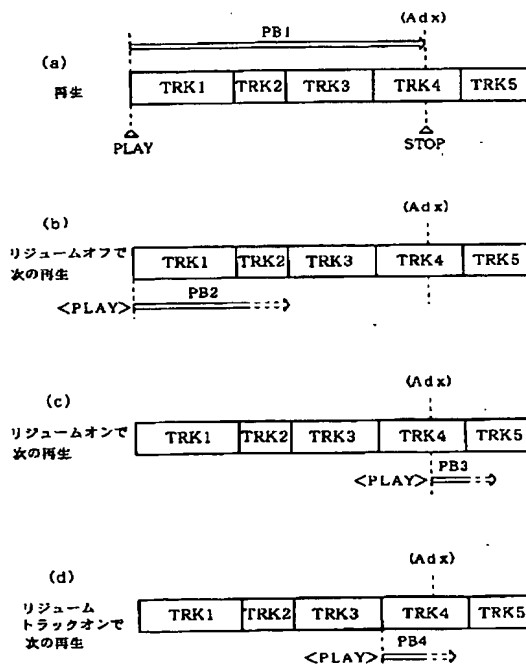 (Adx)
PB1
(a)
再生
TRK1 TRK2 TRK3 TRK4 TRK5
PLAY STOP
(b)
(Adx)
リジュームオフで
次の再生
TRK1 TRK2 TRK3 TRK4 TRK5
PB2
<PLAY>
(c)
(Adx)
リジュームオンで
次の再生
TRK1 TRK2 TRK3 TRK4 TRK5
<PLAY> PB3
(d)
(Adx)
リジューム
トラックオンで
次の再生
TRK1 TRK2 TRK3 TRK4 TRK5
<PLAY> PB4